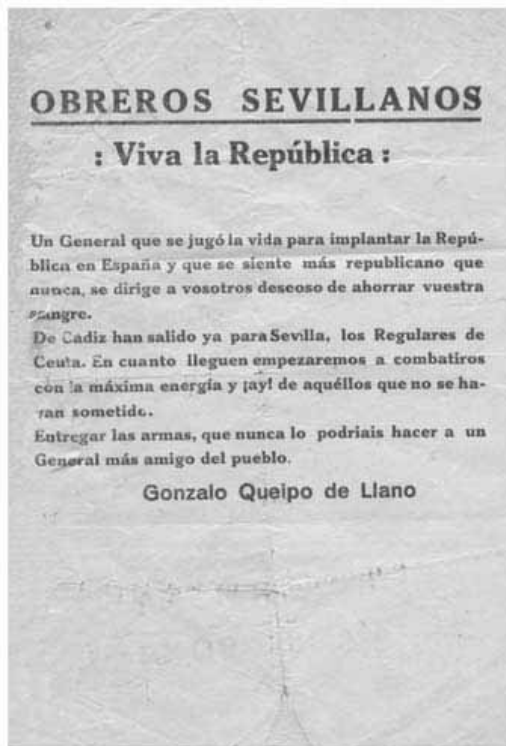 OBREROS SEVILLANOS
: Viva la República :
Un General que se jugó la vida para implantar la Repú-
blica en España y que se siente más republicano que
nunca, se dirige a vosotros deseoso de ahorrar vuestra
sangre.
De Cadiz han salido ya para Sevilla, los Regulares de
Ceuta. En cuanto lleguen empezaremos a combatiros
con la máxima energía y ¡ay! de aquéllos que no se ha-
yan sometido.
Entregar las armas, que nunca lo podriais hacer a un
General más amigo del pueblo.
Gonzalo Queipo de Llano